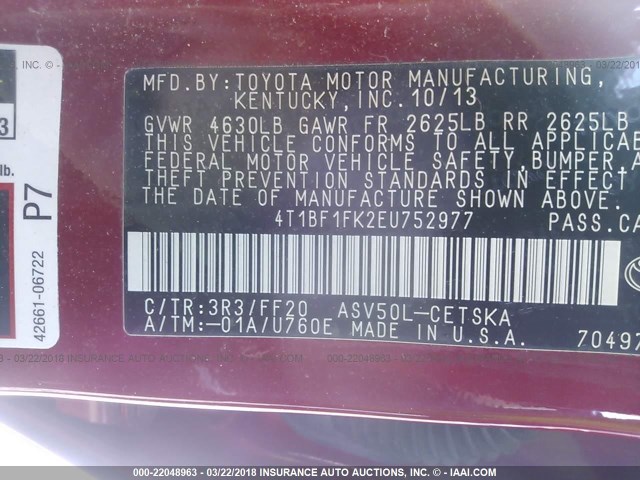 MFD. BY: TOYOTA MOTOR MANUFACTURING,
KENTUCKY, INC. 10/13
GVWR 4630LB GAWR FR 2625LB RR 2625LB
THIS VEHICLE CONFORMS TO ALL
FEDERAL MOTOR VEHICLE SAFETY, BUMPER,
THEFT PREVENTION STANDARDS IN EFFECT
THE DATE OF MANUFACTURE SHOWN ABOVE.
4T1BF1FK2EU752977 PASS.
C/TR: 3R3/FF20 ASV50L-CETSKA
A/TM: -01A/U760E MADE IN U.S.A.
3
lb.
P7
42661-06722
000-22048963 - 03/22/2018 INSURANCE AUTO AUCTIONS, INC. © - IAAI.COM